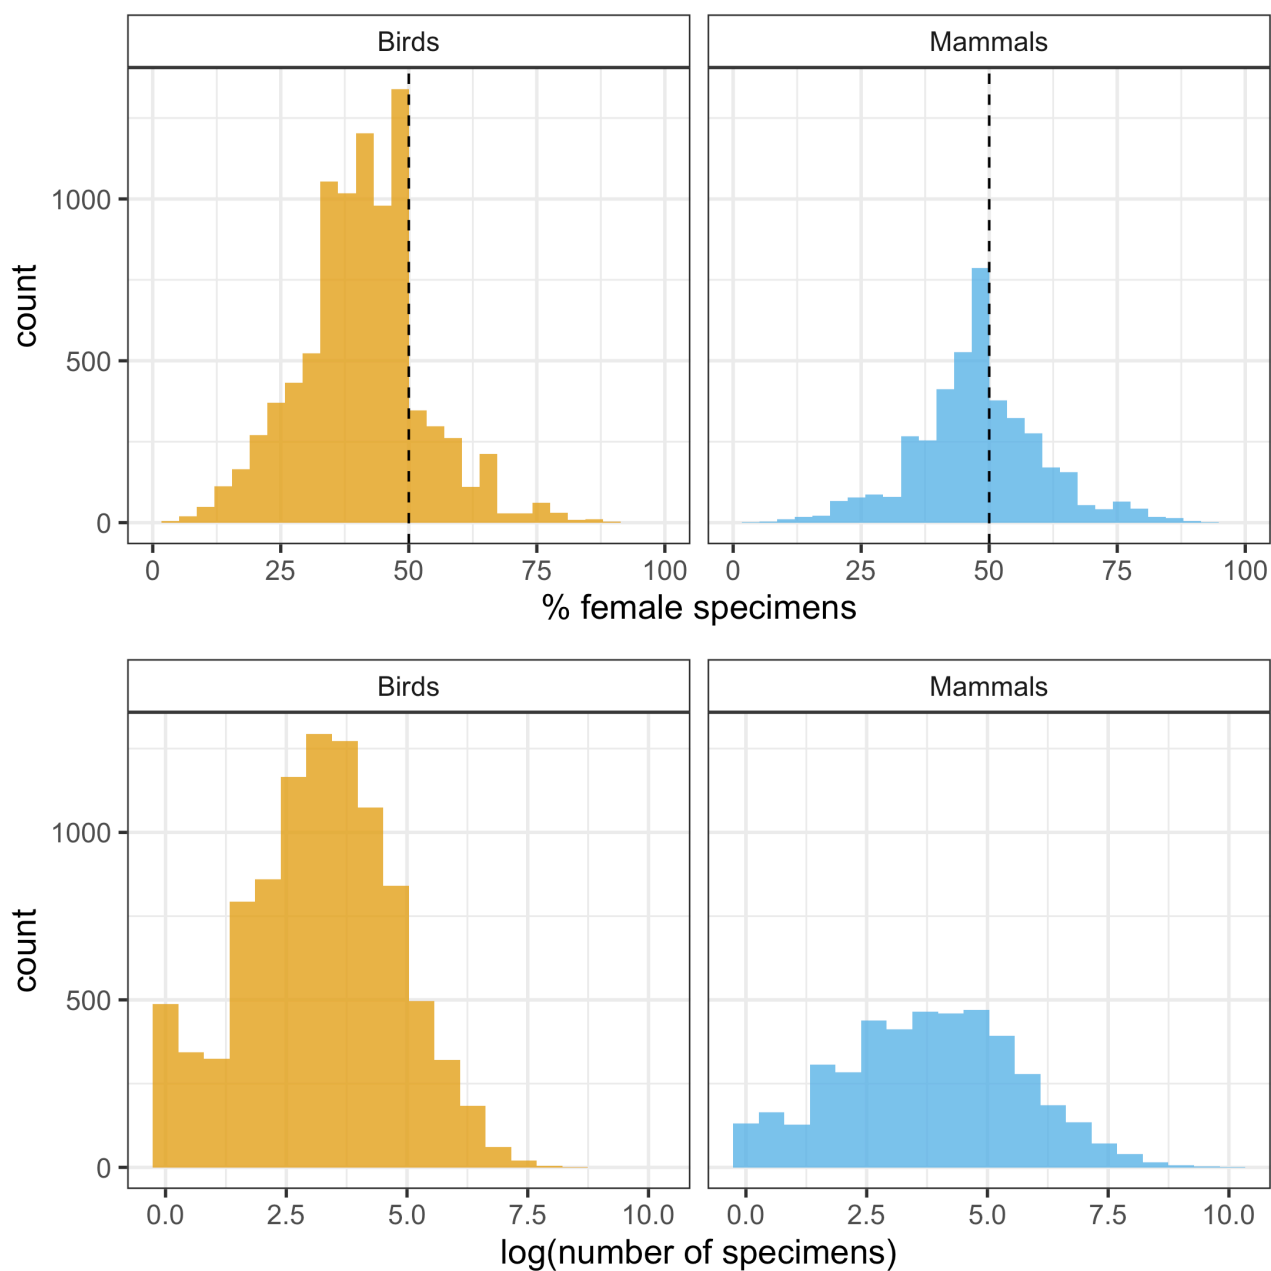 Birds Mammals
1000
500
0
count
0 25 50 75 100 0 25 50 75 100
% female specimens
Birds Mammals
1000
500
0
count
0.0 2.5 5.0 7.5 10.0 0.0 2.5 5.0 7.5 10.0
log(number of specimens)